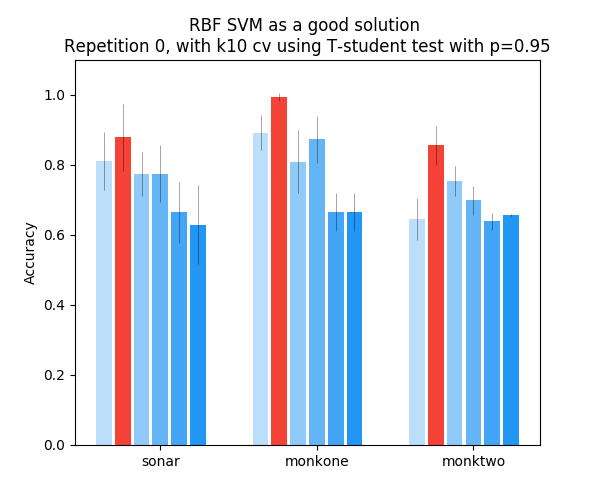 RBF SVM as a good solution
Repetition 0, with k10 cv using T-student test with p=0.95
1.0
0.8
0.6
0.4
0.2
0.0
Accuracy
sonar
monkone
monktwo